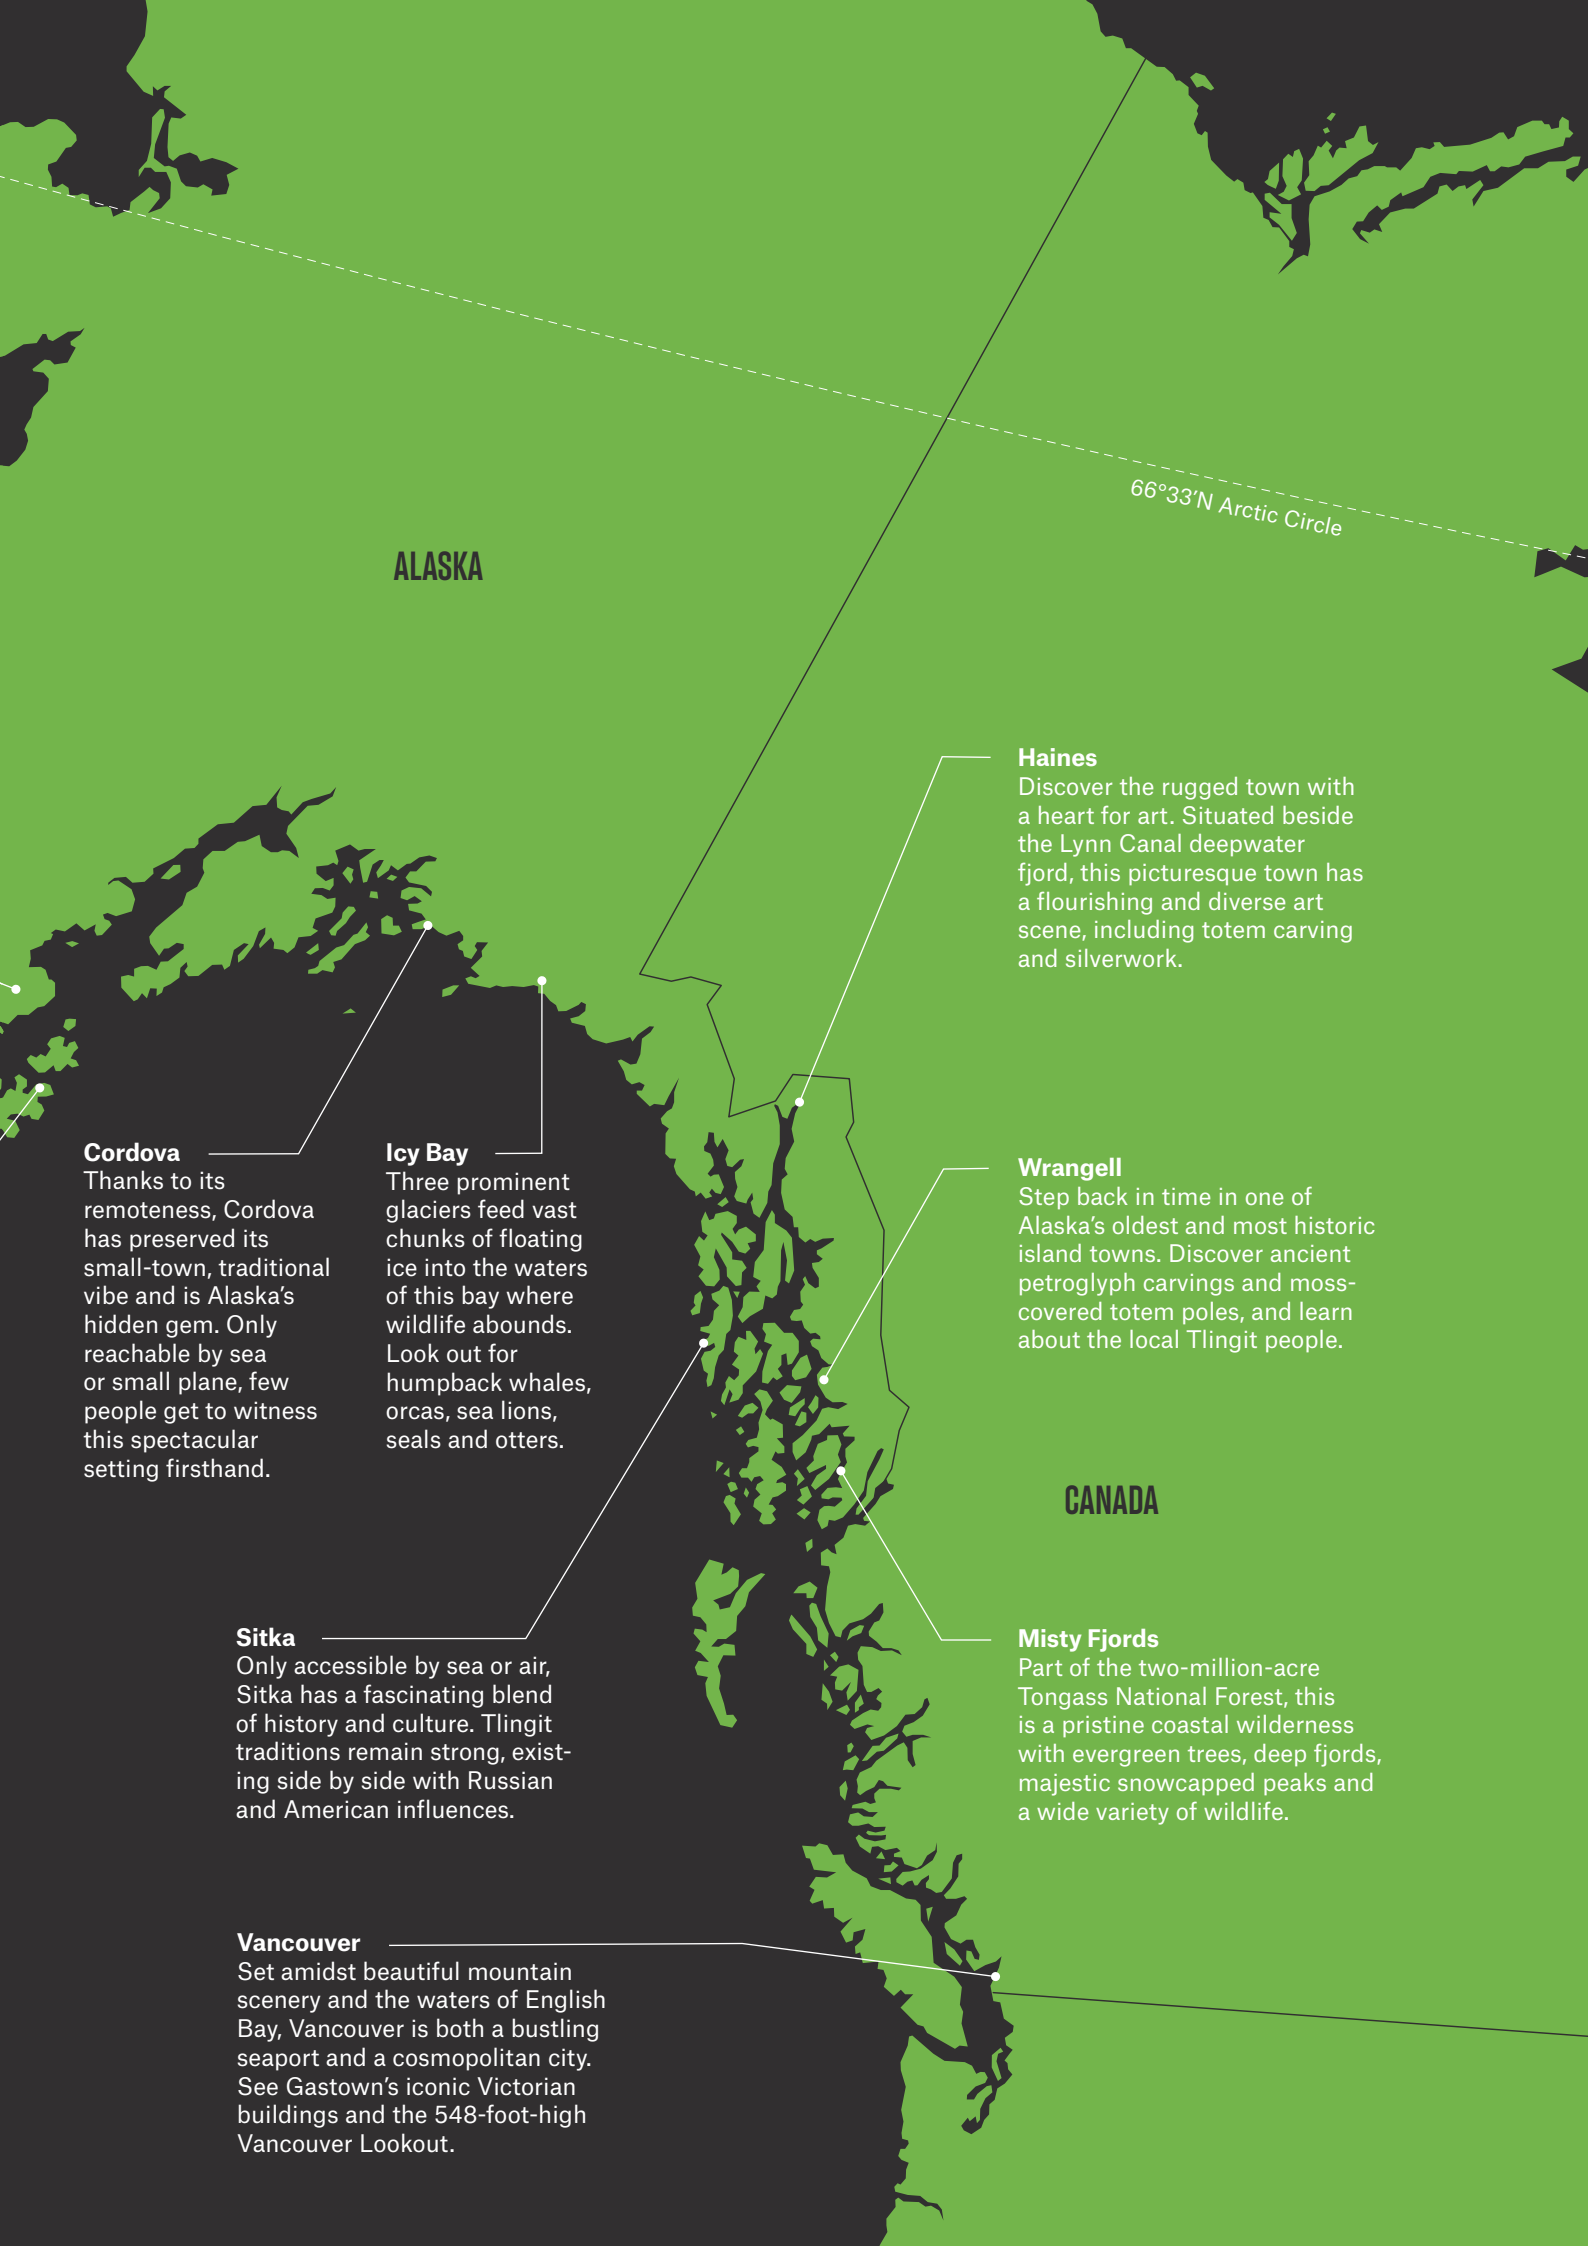 66°33’N Arctic Circle
ALASKA
Haines
Discover the rugged town with
a heart for art. Situated beside
the Lynn Canal deepwater
fjord, this picturesque town has
a flourishing and diverse art
scene, including totem carving
and silverwork.
Cordova
Thanks to its
remoteness, Cordova
has preserved its
small-town, traditional
vibe and is Alaska’s
hidden gem. Only
reachable by sea
or small plane, few
people get to witness
this spectacular
setting firsthand.
Icy Bay
Three prominent
glaciers feed vast
chunks of floating
ice into the waters
of this bay where
wildlife abounds.
Look out for
humpback whales,
orcas, sea lions,
seals and otters.
Wrangell
Step back in time in one of
Alaska’s oldest and most historic
island towns. Discover ancient
petroglyph carvings and moss-
covered totem poles, and learn
about the local Tlingit people.
CANADA
Sitka
Only accessible by sea or air,
Sitka has a fascinating blend
of history and culture. Tlingit
traditions remain strong, exist-
ing side by side with Russian
and American influences.
Misty Fjords
Part of the two-million-acre
Tongass National Forest, this
is a pristine coastal wilderness
with evergreen trees, deep fjords,
majestic snowcapped peaks and
a wide variety of wildlife.
Vancouver
Set amidst beautiful mountain
scenery and the waters of English
Bay, Vancouver is both a bustling
seaport and a cosmopolitan city.
See Gastown’s iconic Victorian
buildings and the 548-foot-high
Vancouver Lookout.